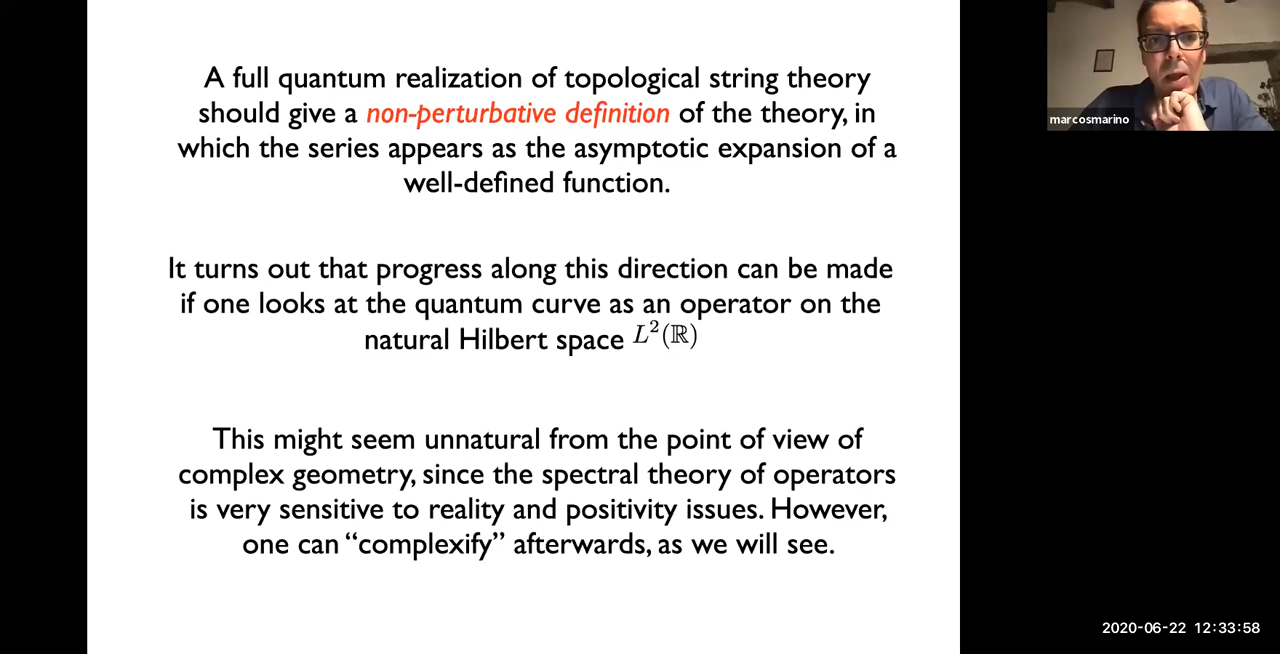 A full quantum realization of topological string theory
should give a non-perturbative definition of the theory, in
which the series appears as the asymptotic expansion of a
well-defined function.
It turns out that progress along this direction can be made
if one looks at the quantum curve as an operator on the
natural Hilbert space L²(ℝ)
This might seem unnatural from the point of view of
complex geometry, since the spectral theory of operators
is very sensitive to reality and positivity issues. However,
one can “complexify” afterwards, as we will see.
marcosmarino
2020-06-22 12:33:58